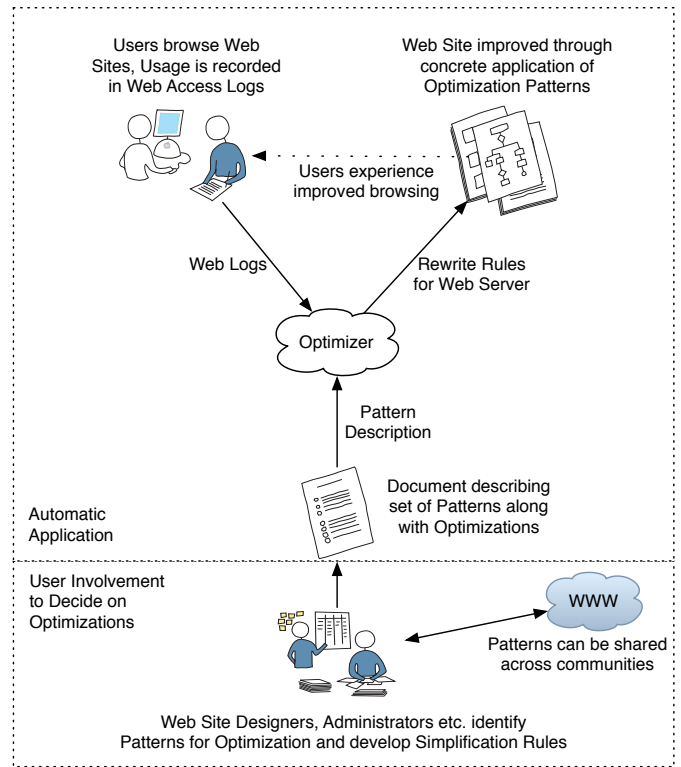 Users browse Web
Sites, Usage is recorded
in Web Access Logs
Web Site improved through
concrete application of
Optimization Patterns
Users experience
improved browsing
Web Logs
Rewrite Rules
for Web Server
Optimizer
Pattern
Description
Document describing
set of Patterns along
with Optimizations
Automatic
Application
User Involvement
to Decide on
Optimizations
WWW
Patterns can be shared
across communities
Web Site Designers, Administrators etc. identify
Patterns for Optimization and develop Simplification Rules